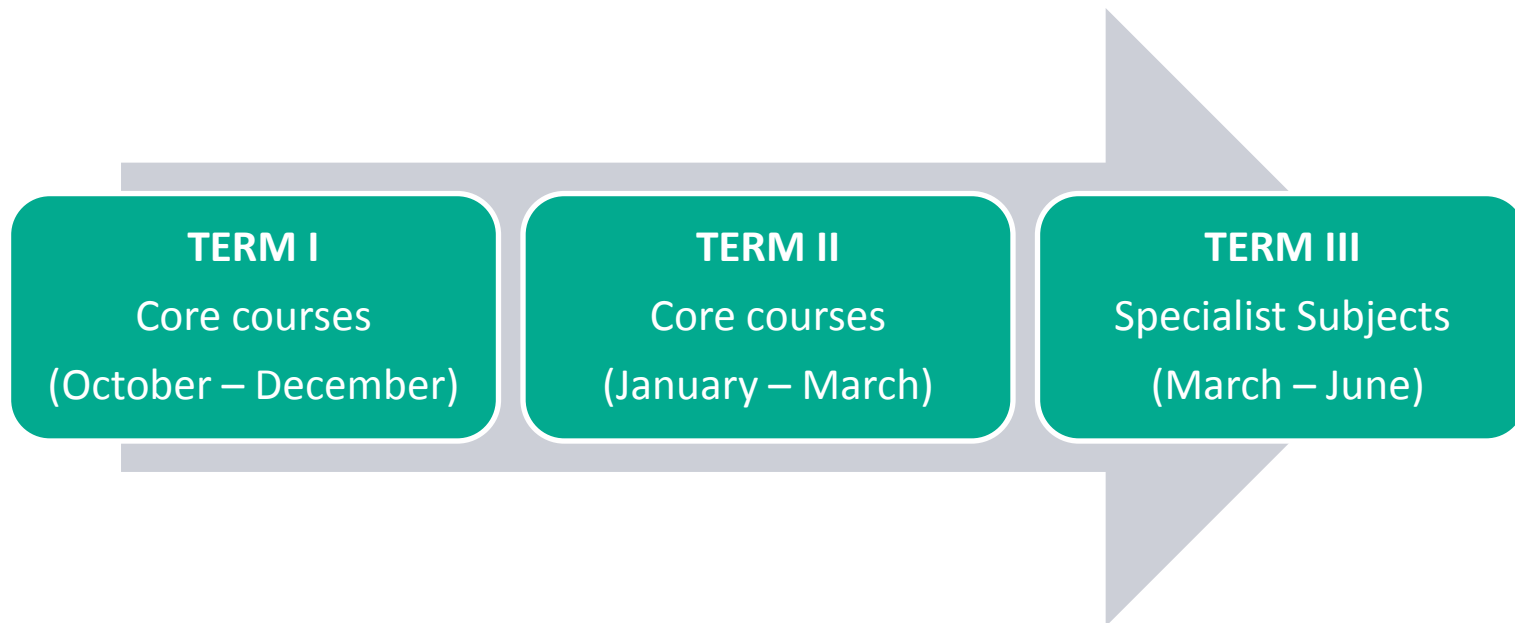 TERM I
Core courses
(October – December)
TERM II
Core courses
(January – March)
TERM III
Specialist Subjects
(March – June)